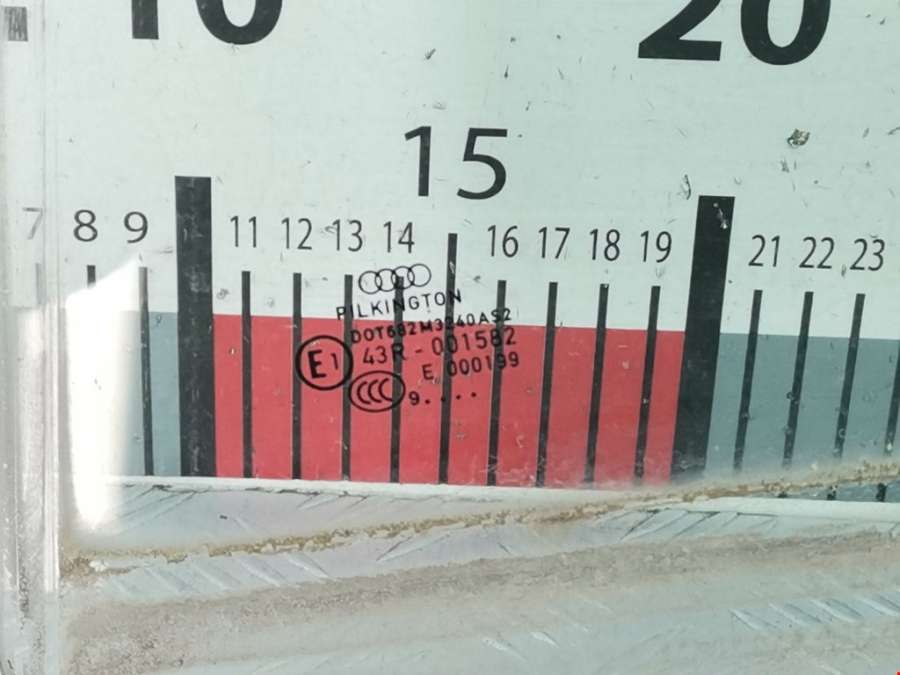 10 20
15
7 8 9 11 12 13 14 16 17 18 19 21 22 23
PILKINGTON
DOT682M3240AS2
E1 43R-001582
E 000199
CCC 9....